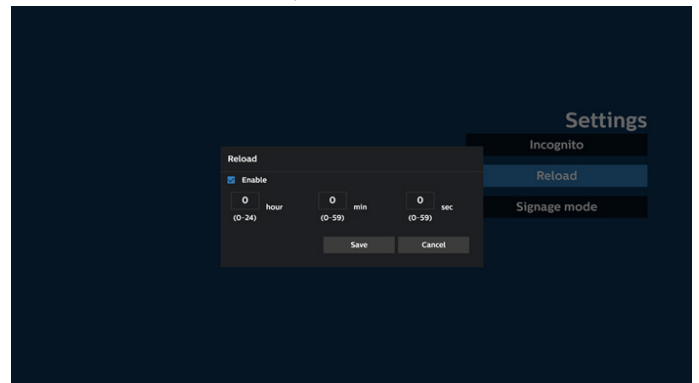 Settings
Incognito
Reload
Signage mode
Reload
Enable
0 hour 0 min 0 sec
(0-24) (0-59) (0-59)
Save Cancel